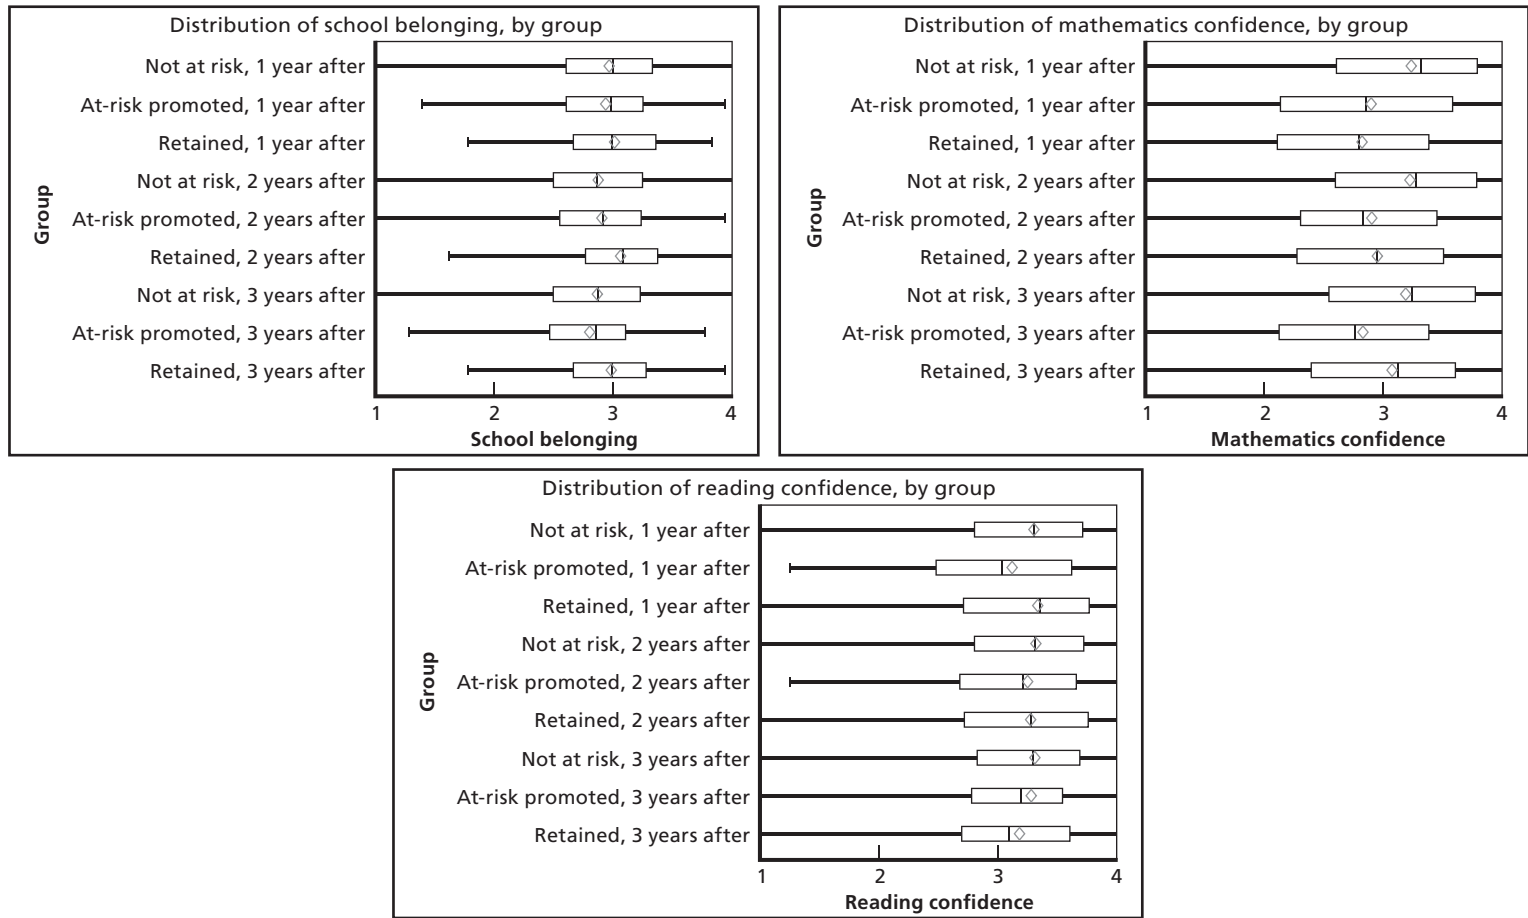 Distribution of school belonging, by group
Not at risk, 1 year after
At-risk promoted, 1 year after
Retained, 1 year after
Not at risk, 2 years after
At-risk promoted, 2 years after
Retained, 2 years after
Not at risk, 3 years after
At-risk promoted, 3 years after
Retained, 3 years after
Group
1 2 3 4
School belonging
Distribution of mathematics confidence, by group
Not at risk, 1 year after
At-risk promoted, 1 year after
Retained, 1 year after
Not at risk, 2 years after
At-risk promoted, 2 years after
Retained, 2 years after
Not at risk, 3 years after
At-risk promoted, 3 years after
Retained, 3 years after
Group
1 2 3 4
Mathematics confidence
Distribution of reading confidence, by group
Not at risk, 1 year after
At-risk promoted, 1 year after
Retained, 1 year after
Not at risk, 2 years after
At-risk promoted, 2 years after
Retained, 2 years after
Not at risk, 3 years after
At-risk promoted, 3 years after
Retained, 3 years after
Group
1 2 3 4
Reading confidence